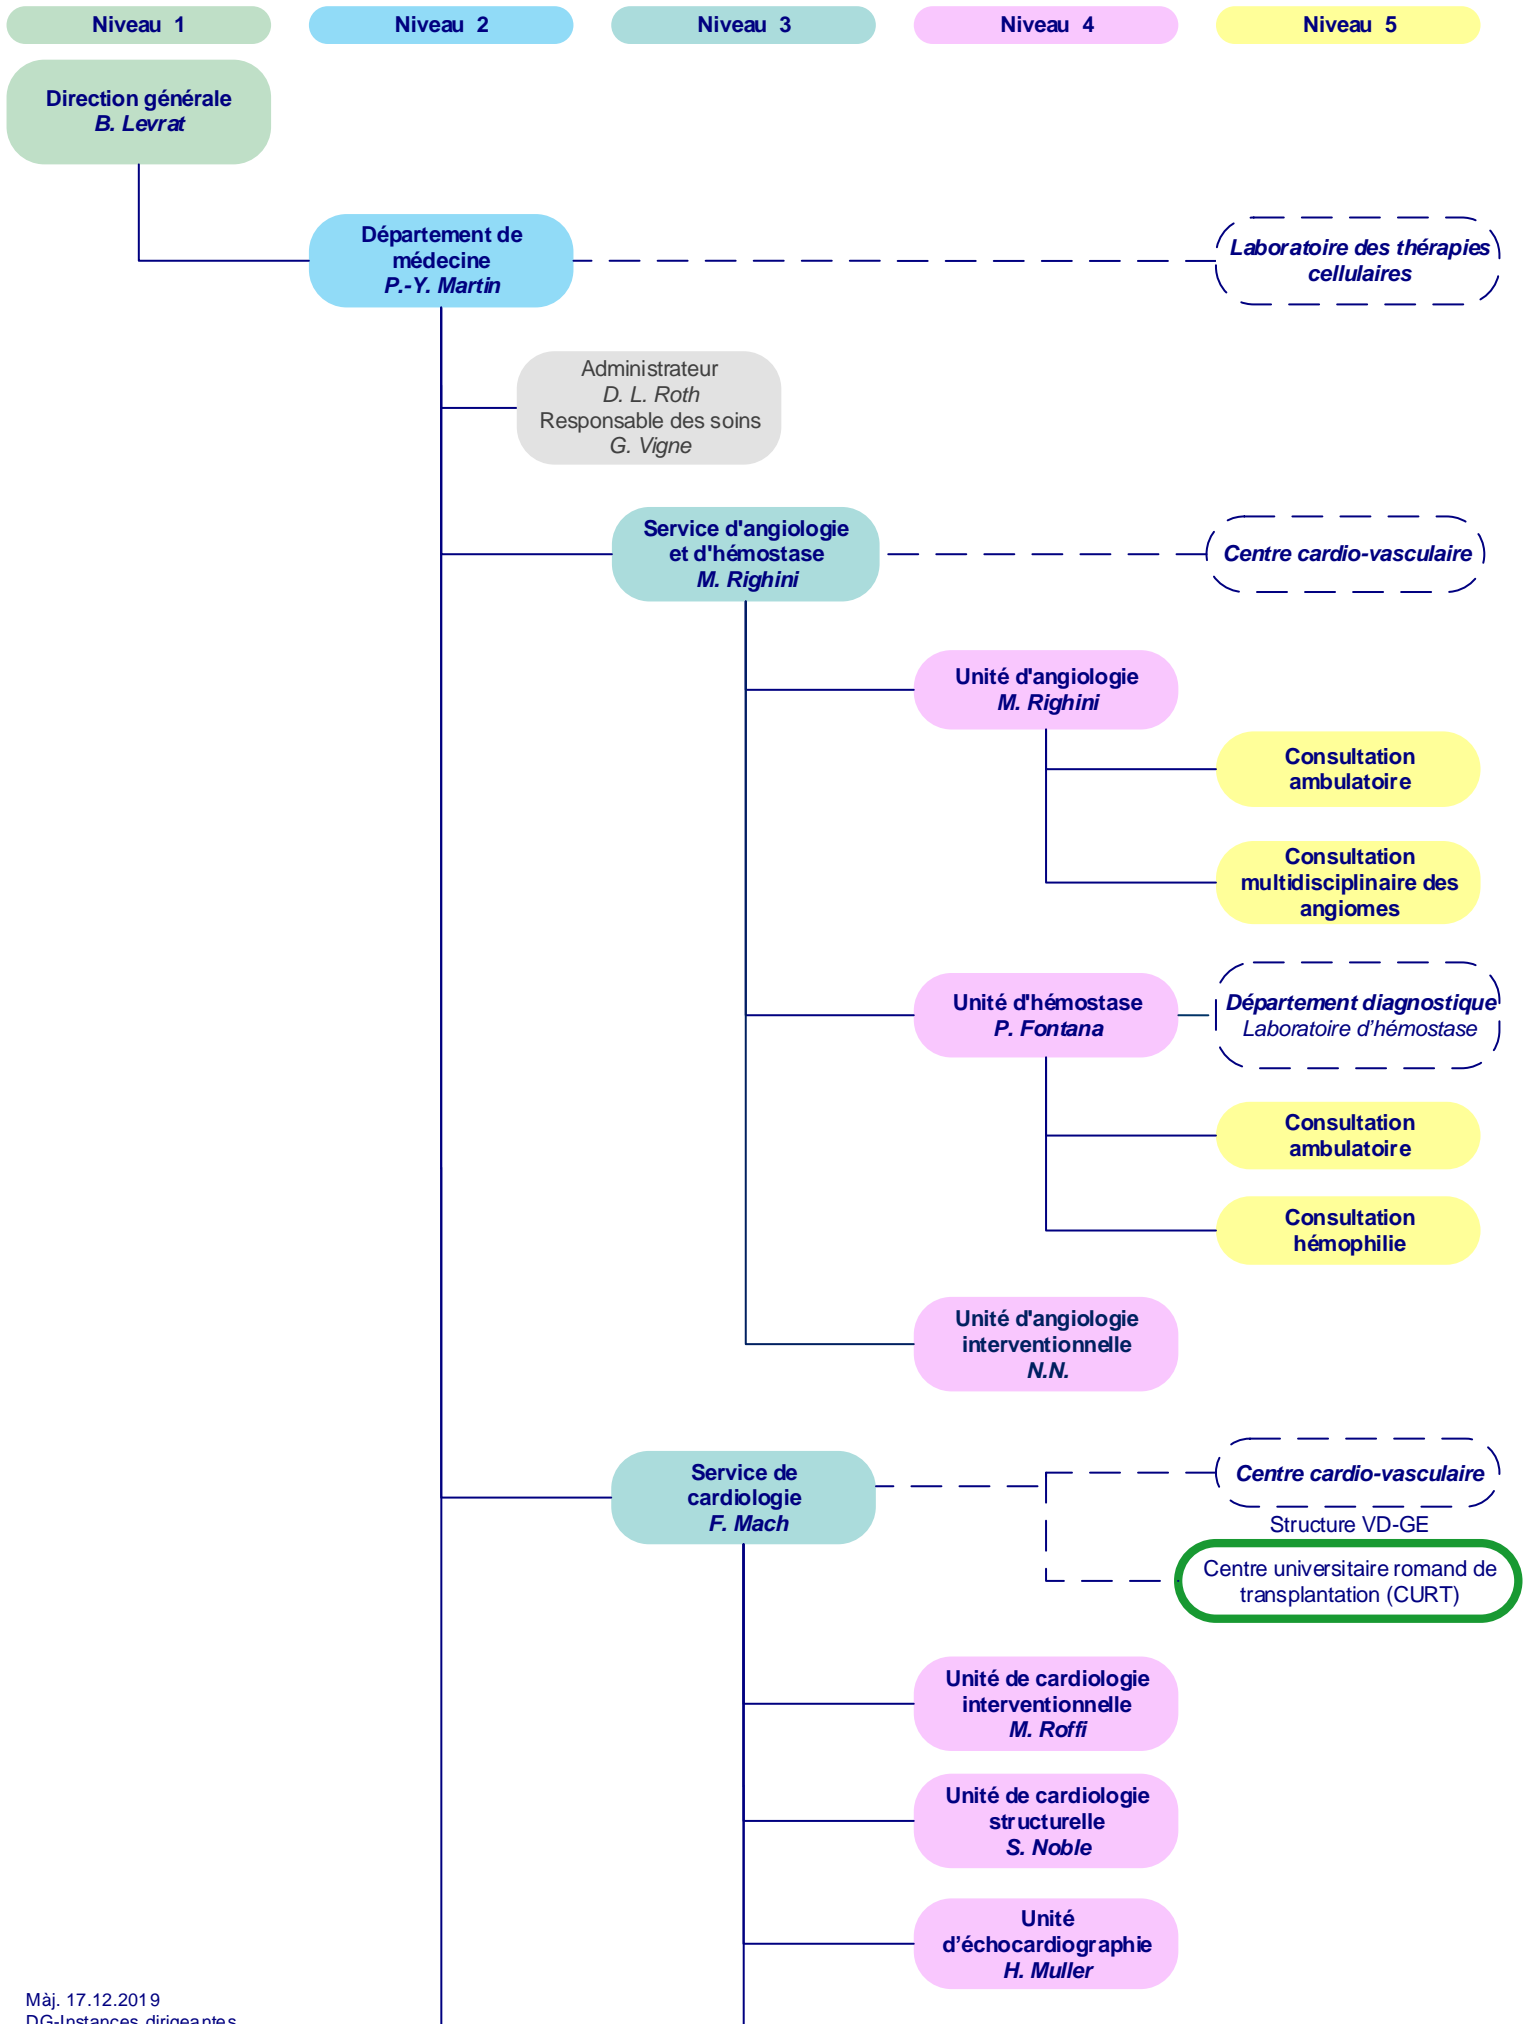 Niveau 1
Niveau 2
Niveau 3
Niveau 4
Niveau 5
Direction générale
B. Levrat
Département de
médecine
P.-Y. Martin
Laboratoire des thérapies
cellulaires
Administrateur
D. L. Roth
Responsable des soins
G. Vigne
Service d'angiologie
et d'hémostase
M. Righini
Centre cardio-vasculaire
Unité d'angiologie
M. Righini
Consultation
ambulatoire
Consultation
multidisciplinaire des
angiomes
Unité d'hémostase
P. Fontana
Département diagnostique
Laboratoire d’hémostase
Consultation
ambulatoire
Consultation
hémophilie
Unité d'angiologie
interventionnelle
N.N.
Service de
cardiologie
F. Mach
Centre cardio-vasculaire
Structure VD-GE
Centre universitaire romand de
transplantation (CURT)
Unité de cardiologie
interventionnelle
M. Roffi
Unité de cardiologie
structurelle
S. Noble
Unité
d’échocardiographie
H. Muller
Màj. 17.12.2019
DG-Instances dirigeantes